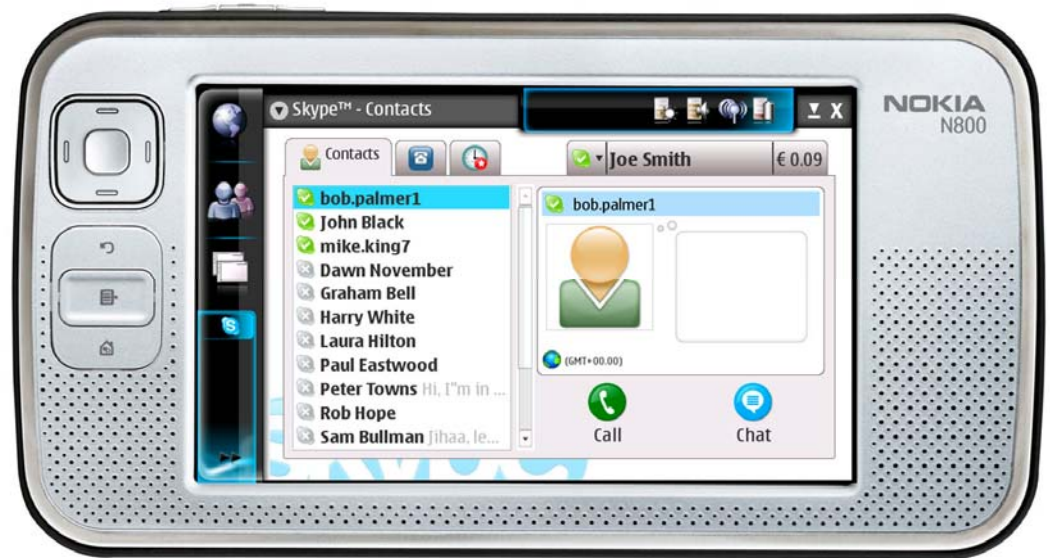 NOKIA
N800
Skype™ - Contacts
X
Contacts
Joe Smith
€ 0.09
bob.palmer1
John Black
mike.king7
Dawn November
Graham Bell
Harry White
Laura Hilton
Paul Eastwood
Peter Towns Hi, I"m in ...
Rob Hope
Sam Bullman Jihaa, le...
bob.palmer1
(GMT+00.00)
Call
Chat
S